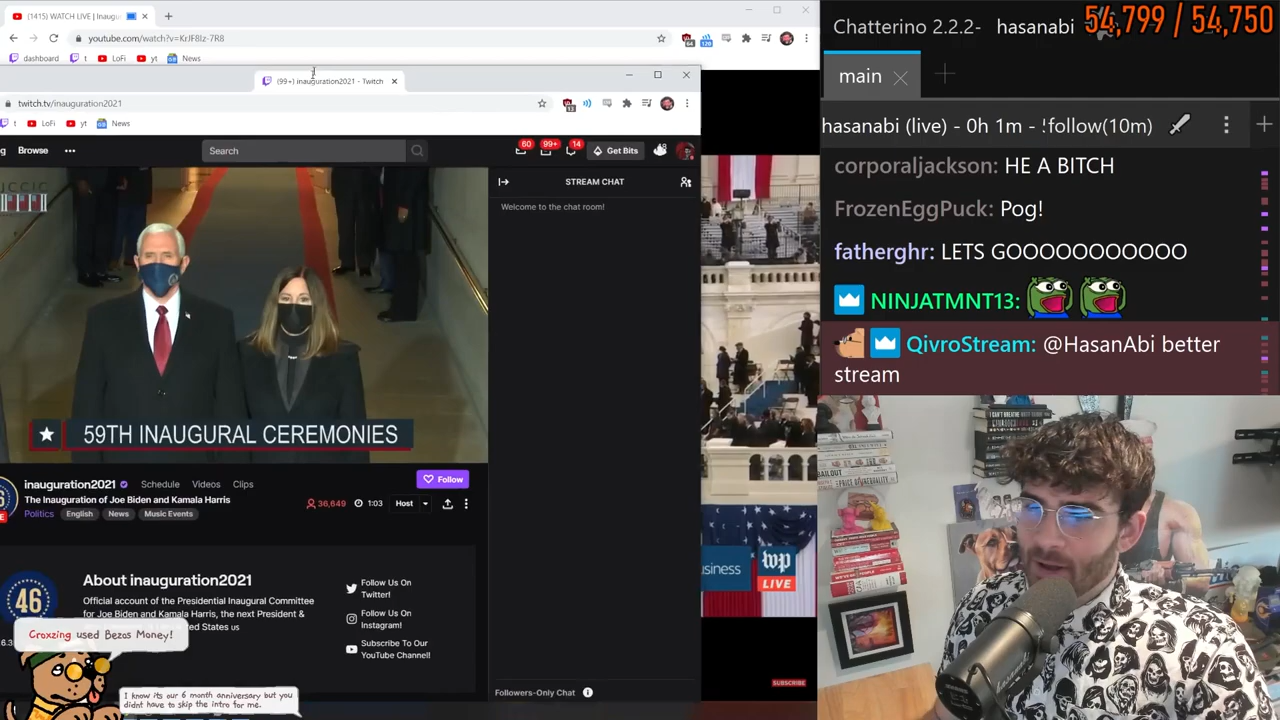 (1415) WATCH LIVE | Inaugu
youtube.com/watch?v=KrJF8Iz-7R8
dashboard t LoFi yt News
(99+) inauguration2021 - Twitch
twitch.tv/inauguration2021
t LoFi yt News
Browse
Search
60 99+ 14
Get Bits
STREAM CHAT
Welcome to the chat room!
59TH INAUGURAL CEREMONIES
inauguration2021 Schedule Videos Clips
Follow
The Inauguration of Joe Biden and Kamala Harris
36,649 1:03 Host
Politics English News Music Events
About inauguration2021
46
Official account of the Presidential Inaugural Committee
for Joe Biden and Kamala Harris, the next President &
Follow Us On
Twitter!
Follow Us On
Instagram!
Subscribe To Our
YouTube Channel!
Croxzing used Bezos Money!
I know its our 6 month anniversary but you
didnt have to skip the intro for me.
Followers-Only Chat
usiness
wp
LIVE
SUBSCRIBE
Chatterino 2.2.2- hasanabi
54,799 / 54,750
main
hasanabi (live) - 0h 1m - !follow(10m)
corporaljackson: HE A BITCH
FrozenEggPuck: Pog!
fatherghr: LETS GOOOOOOOOOOO
NINJATMNT13:
QivroStream: @HasanAbi better
stream